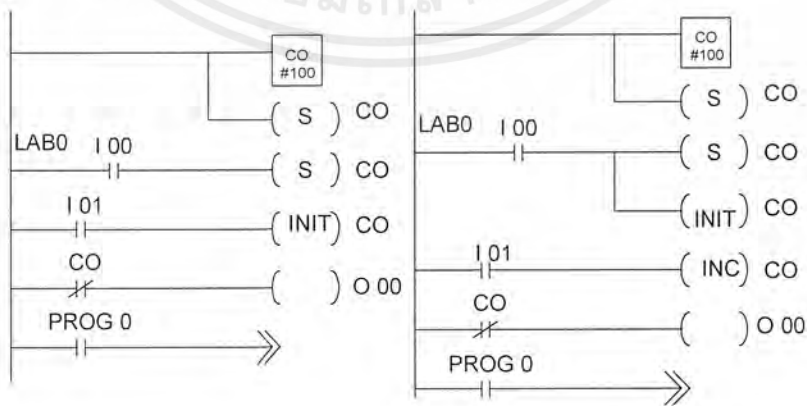 CO
#100
( S ) CO
LAB0 I 00
( S ) CO
I 01
(INIT) CO
CO
( ) O 00
PROG 0
CO
#100
( S ) CO
LAB0 I 00
( S ) CO
(INIT) CO
I 01
( INC ) CO
CO
( ) O 00
PROG 0